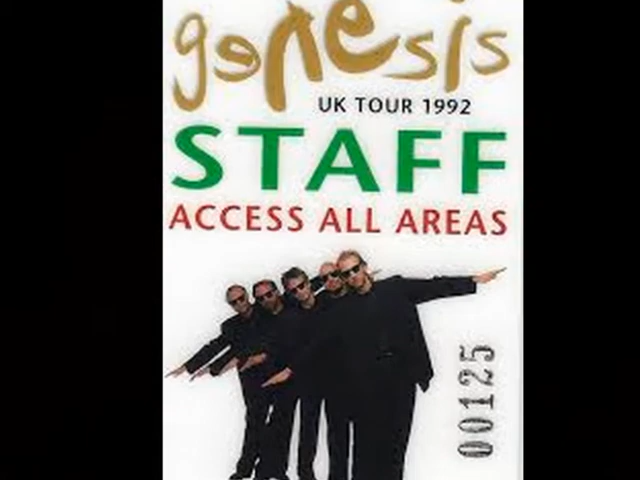 genesis
UK TOUR 1992
STAFF
ACCESS ALL AREAS
00125